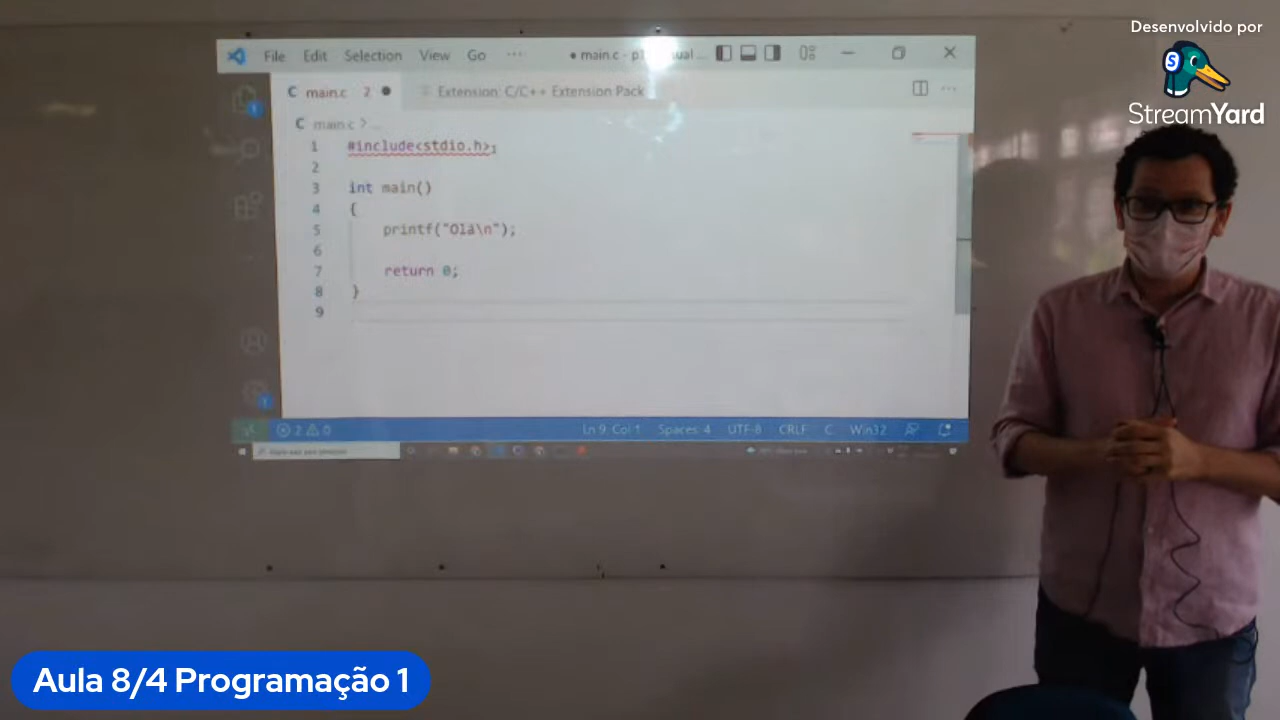 Desenvolvido por
StreamYard
File Edit Selection View Go ...
main.c
main.c 2
Extension: C/C++ Extension Pack
main.c > ...
1 #include<stdio.h>;
2
3 int main()
4 {
5 printf("Olá\n");
6
7 return 0;
8 }
9
2 0
Ln 9, Col 1 Spaces: 4 UTF-8 CRLF C Win32
Aula 8/4 Programação 1